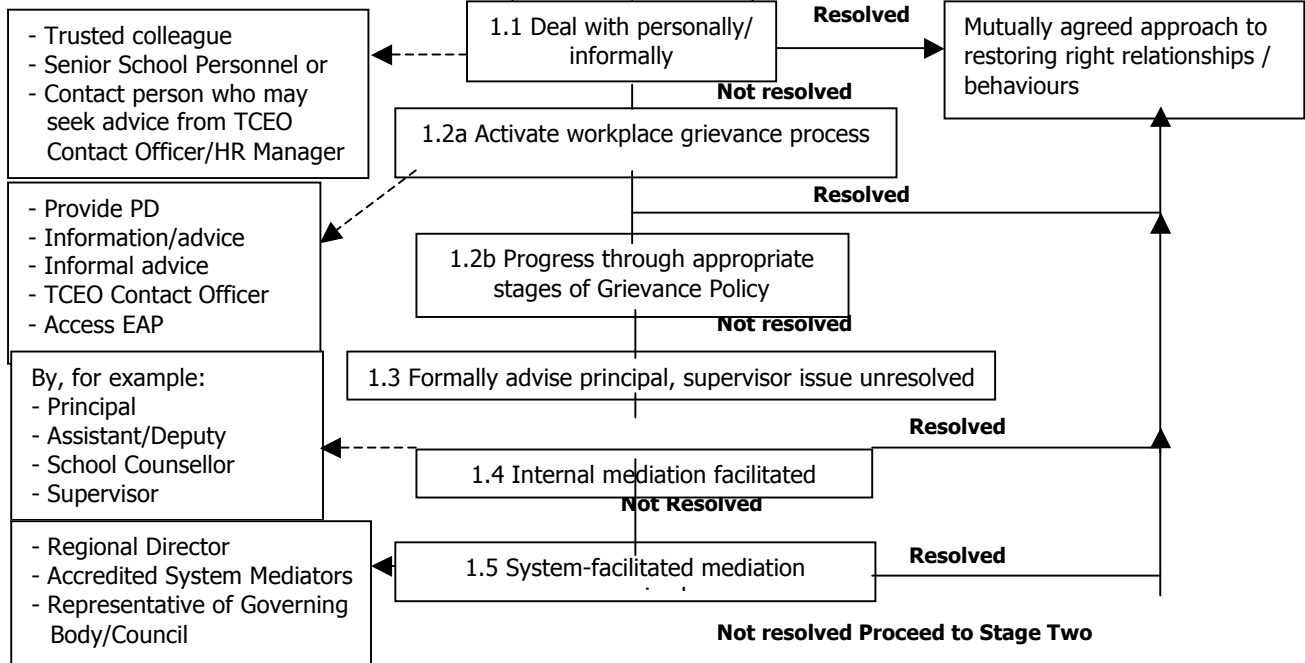 - Trusted colleague
- Senior School Personnel or
- Contact person who may
seek advice from TCEO
Contact Officer/HR Manager
1.1 Deal with personally/
informally
Resolved
Mutually agreed approach to
restoring right relationships /
behaviours
Not resolved
1.2a Activate workplace grievance process
- Provide PD
- Information/advice
- Informal advice
- TCEO Contact Officer
- Access EAP
Resolved
1.2b Progress through appropriate
stages of Grievance Policy
Not resolved
1.3 Formally advise principal, supervisor issue unresolved
By, for example:
- Principal
- Assistant/Deputy
- School Counsellor
- Supervisor
Resolved
1.4 Internal mediation facilitated
Not Resolved
- Regional Director
- Accredited System Mediators
- Representative of Governing
Body/Council
1.5 System-facilitated mediation
Resolved
Not resolved Proceed to Stage Two